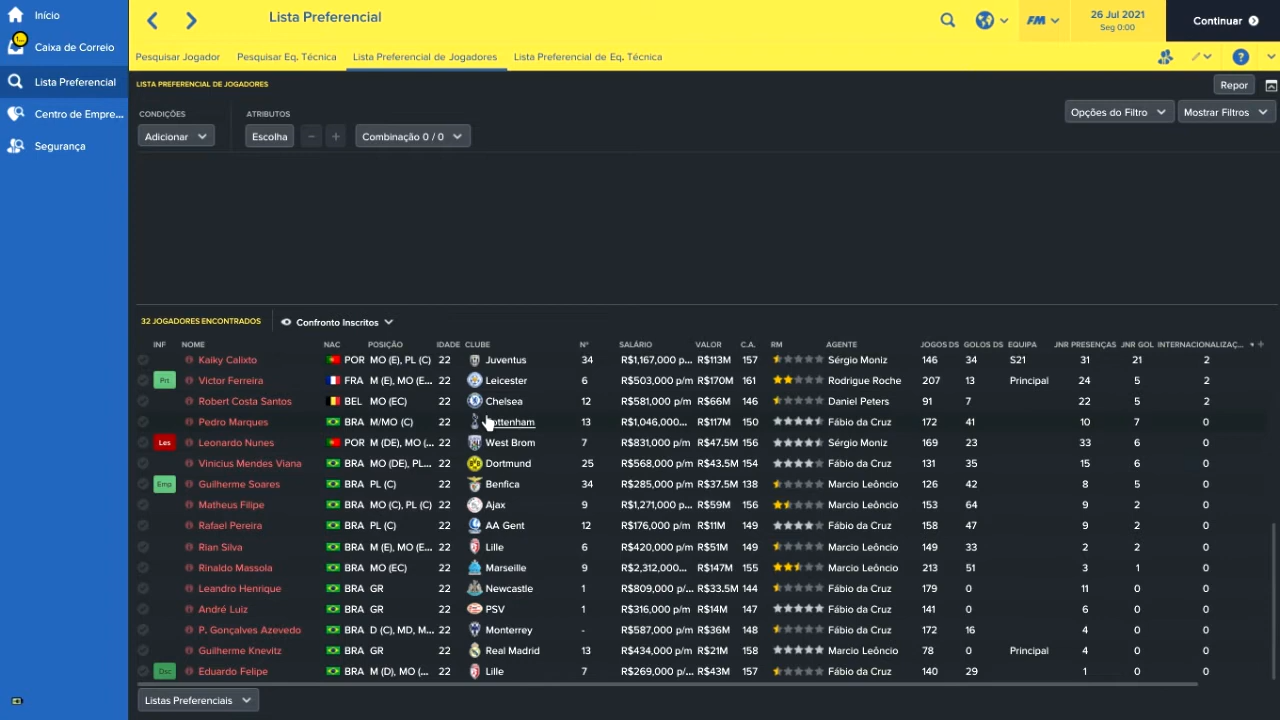 Início
Lista Preferencial
FM
26 Jul 2021
Seg 0:00
Continuar
Caixa de Correio
Pesquisar Jogador Pesquisar Eq. Técnica Lista Preferencial de Jogadores Lista Preferencial de Eq. Técnica
?
Lista Preferencial
LISTA PREFERENCIAL DE JOGADORES
Repor
Centro de Empre...
CONDIÇÕES ATRIBUTOS
Opções do Filtro Mostrar Filtros
Adicionar Escolha − + Combinação 0 / 0
Segurança
32 JOGADORES ENCONTRADOS Confronto Inscritos
INF NOME NAC POSIÇÃO IDADE CLUBE Nº SALÁRIO VALOR C.A. RM AGENTE JOGOS DS GOLOS DS EQUIPA JNR PRESENÇAS JNR GOL INTERNACIONALIZAÇ... +
Kaiky Calixto POR MO (E), PL (C) 22 Juventus 34 R$1,167,000 p... R$113M 157 Sérgio Moniz 146 34 S21 31 21 2
Prs Victor Ferreira FRA M (E), MO (E... 22 Leicester 6 R$503,000 p/m R$170M 161 Rodrigue Roche 207 13 Principal 24 5 2
Robert Costa Santos BEL MO (EC) 22 Chelsea 12 R$581,000 p/m R$66M 146 Daniel Peters 91 7 22 5 2
Pedro Marques BRA M/MO (C) 22 ottenham 13 R$1,046,000... R$117M 150 Fábio da Cruz 172 41 10 7 0
Les Leonardo Nunes POR M (DE), MO (... 22 West Brom 7 R$831,000 p/m R$47.5M 156 Sérgio Moniz 169 23 33 6 0
Vinicius Mendes Viana BRA MO (DE), PL... 22 Dortmund 25 R$568,000 p/m R$43.5M 154 Fábio da Cruz 131 35 15 6 0
Emp Guilherme Soares BRA PL (C) 22 Benfica 34 R$285,000 p/m R$37.5M 138 Marcio Leôncio 126 42 8 5 0
Matheus Filipe BRA MO (C), PL (C) 22 Ajax 9 R$1,271,000 p... R$59M 156 Marcio Leôncio 153 64 9 2 0
Rafael Pereira BRA PL (C) 22 AA Gent 12 R$176,000 p/m R$11M 149 Fábio da Cruz 158 47 9 2 0
Rian Silva BRA M (E), MO (E... 22 Lille 6 R$420,000 p/m R$51M 149 Marcio Leôncio 149 33 2 2 0
Rinaldo Massola BRA MO (EC) 22 Marseille 9 R$2,312,000... R$147M 155 Marcio Leôncio 213 51 3 1 0
Leandro Henrique BRA GR 22 Newcastle 1 R$809,000 p/m R$33.5M 144 Fábio da Cruz 179 0 11 0 0
André Luiz BRA GR 22 PSV 1 R$316,000 p/m R$14M 147 Fábio da Cruz 141 0 6 0 0
P. Gonçalves Azevedo BRA D (C), MD, M... 22 Monterrey - R$587,000 p/m R$36M 148 Fábio da Cruz 172 16 4 0 0
Guilherme Knevitz BRA GR 22 Real Madrid 13 R$434,000 p/m R$21M 158 Marcio Leôncio 78 0 Principal 4 0 0
Dsc Eduardo Felipe BRA M (D), MO (... 22 Lille 7 R$269,000 p/m R$43M 157 Fábio da Cruz 140 29 1 0 0
Listas Preferenciais